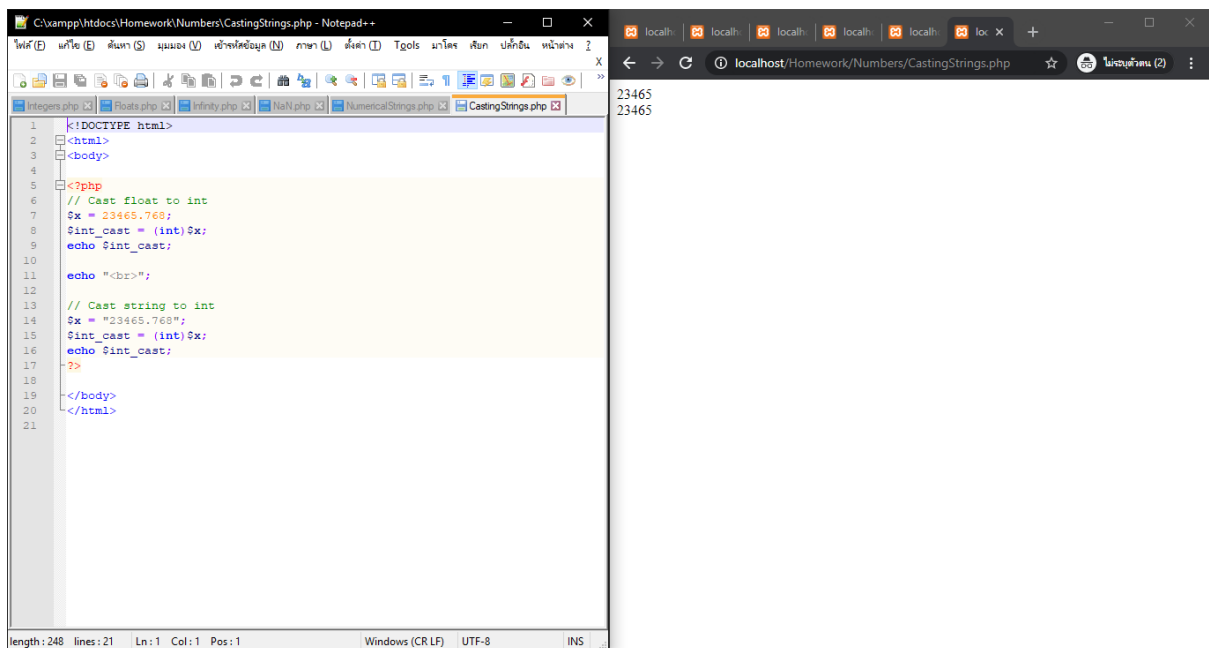 C:\xampp\htdocs\Homework\Numbers\CastingStrings.php - Notepad++
ไฟล์ (F) แก้ไข (E) ค้นหา (S) มุมมอง (V) เข้ารหัสข้อมูล (N) ภาษา (L) ตั้งค่า (T) Tools มาโคร เรียก ปลั๊กอิน หน้าต่าง ?
X
Integers.php Floats.php Infinity.php NaN.php NumericalStrings.php CastingStrings.php
1 <!DOCTYPE html>
2 <html>
3 <body>
4
5 <?php
6 // Cast float to int
7 $x = 23465.768;
8 $int_cast = (int)$x;
9 echo $int_cast;
10
11 echo "<br>";
12
13 // Cast string to int
14 $x = "23465.768";
15 $int_cast = (int)$x;
16 echo $int_cast;
17 ?>
18
19 </body>
20 </html>
21
length : 248 lines : 21 Ln : 1 Col : 1 Pos : 1 Windows (CR LF) UTF-8 INS
localh localh localh localh localh loc
localhost/Homework/Numbers/CastingStrings.php ไม่ระบุตัวตน (2)
23465
23465